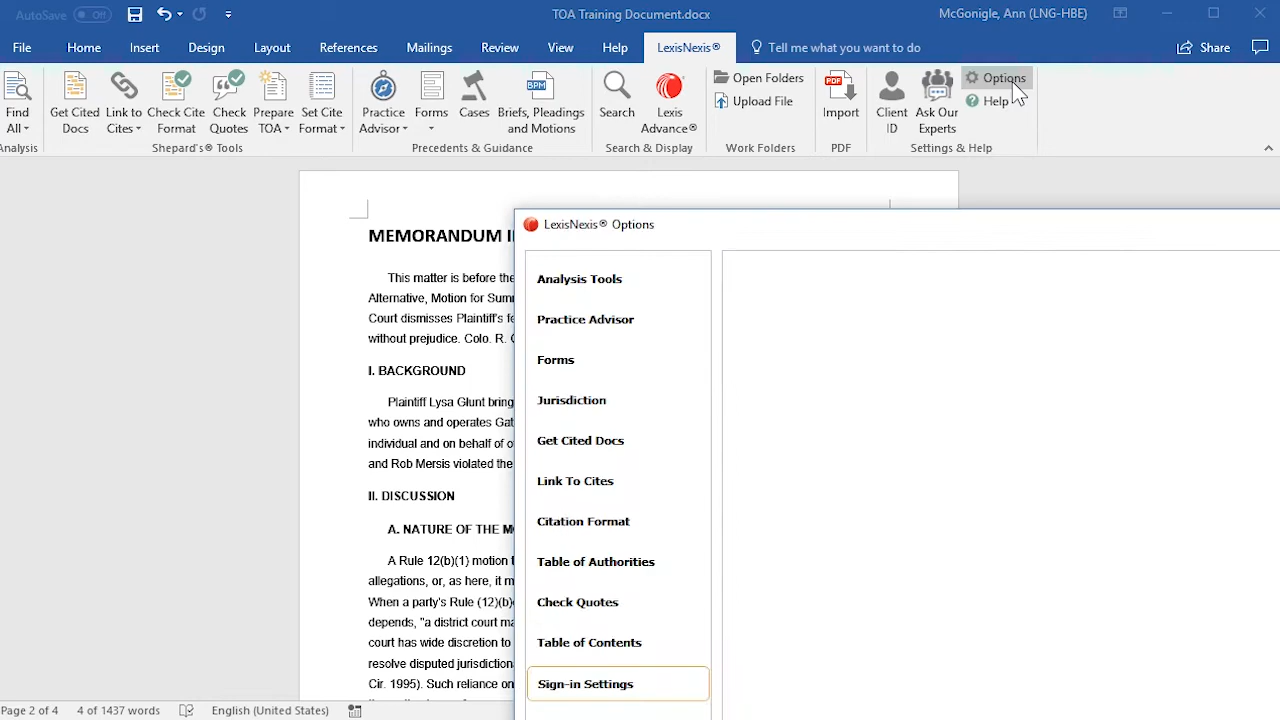 AutoSave Off
TOA Training Document.docx
McGonigle, Ann (LNG-HBE)
File Home Insert Design Layout References Mailings Review View Help LexisNexis® Tell me what you want to do Share
Find All
Get Cited Docs
Link to Cites
Check Cite Format
Check Quotes
Prepare TOA
Set Cite Format
Practice Advisor
Forms
Cases
BPM
Briefs, Pleadings and Motions
Search
Lexis Advance®
Open Folders
Upload File
PDF
Import
Client ID
Ask Our Experts
Options
Help
Analysis
Shepard's® Tools
Precedents & Guidance
Search & Display
Work Folders
PDF
Settings & Help
MEMORANDUM
This matter is before the
Alternative, Motion for Sum
Court dismisses Plaintiff's fe
without prejudice. Colo. R. C
I. BACKGROUND
Plaintiff Lysa Glunt bring
who owns and operates Gat
individual and on behalf of o
and Rob Mersis violated the
II. DISCUSSION
A. NATURE OF THE M
A Rule 12(b)(1) motion t
allegations, or, as here, it m
When a party's Rule (12)(b)(
depends, "a district court ma
court has wide discretion to
resolve disputed jurisdiction
Cir. 1995). Such reliance on
LexisNexis® Options
Analysis Tools
Practice Advisor
Forms
Jurisdiction
Get Cited Docs
Link To Cites
Citation Format
Table of Authorities
Check Quotes
Table of Contents
Sign-in Settings
Page 2 of 4 4 of 1437 words English (United States)